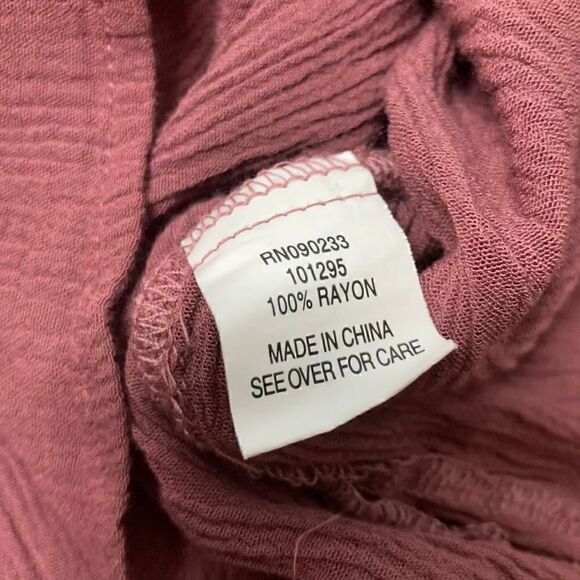 RN090233
101295
100% RAYON
MADE IN CHINA
SEE OVER FOR CARE